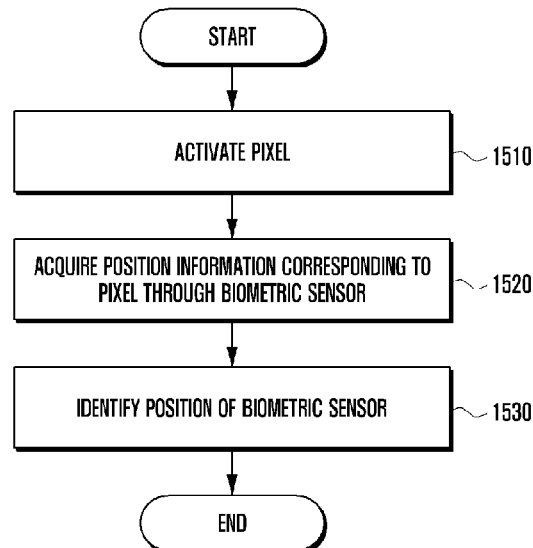 START
ACTIVATE PIXEL
1510
ACQUIRE POSITION INFORMATION CORRESPONDING TO
PIXEL THROUGH BIOMETRIC SENSOR
1520
IDENTIFY POSITION OF BIOMETRIC SENSOR
1530
END